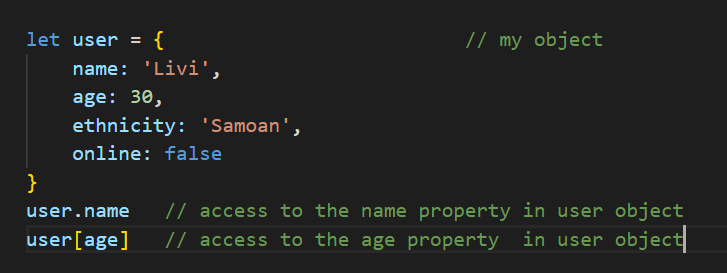 let user = {                          // my object
    name: 'Livi',
    age: 30,
    ethnicity: 'Samoan',
    online: false
}
user.name   // access to the name property in user object
user[age]   // access to the age property  in user object